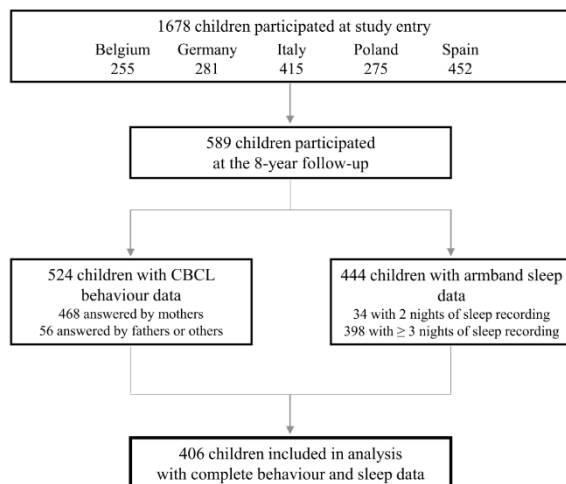 1678 children participated at study entry
Belgium Germany Italy Poland Spain
255 281 415 275 452
589 children participated
at the 8-year follow-up
524 children with CBCL
behaviour data
468 answered by mothers
56 answered by fathers or others
444 children with armband sleep
data
34 with 2 nights of sleep recording
398 with ≥ 3 nights of sleep recording
406 children included in analysis
with complete behaviour and sleep data